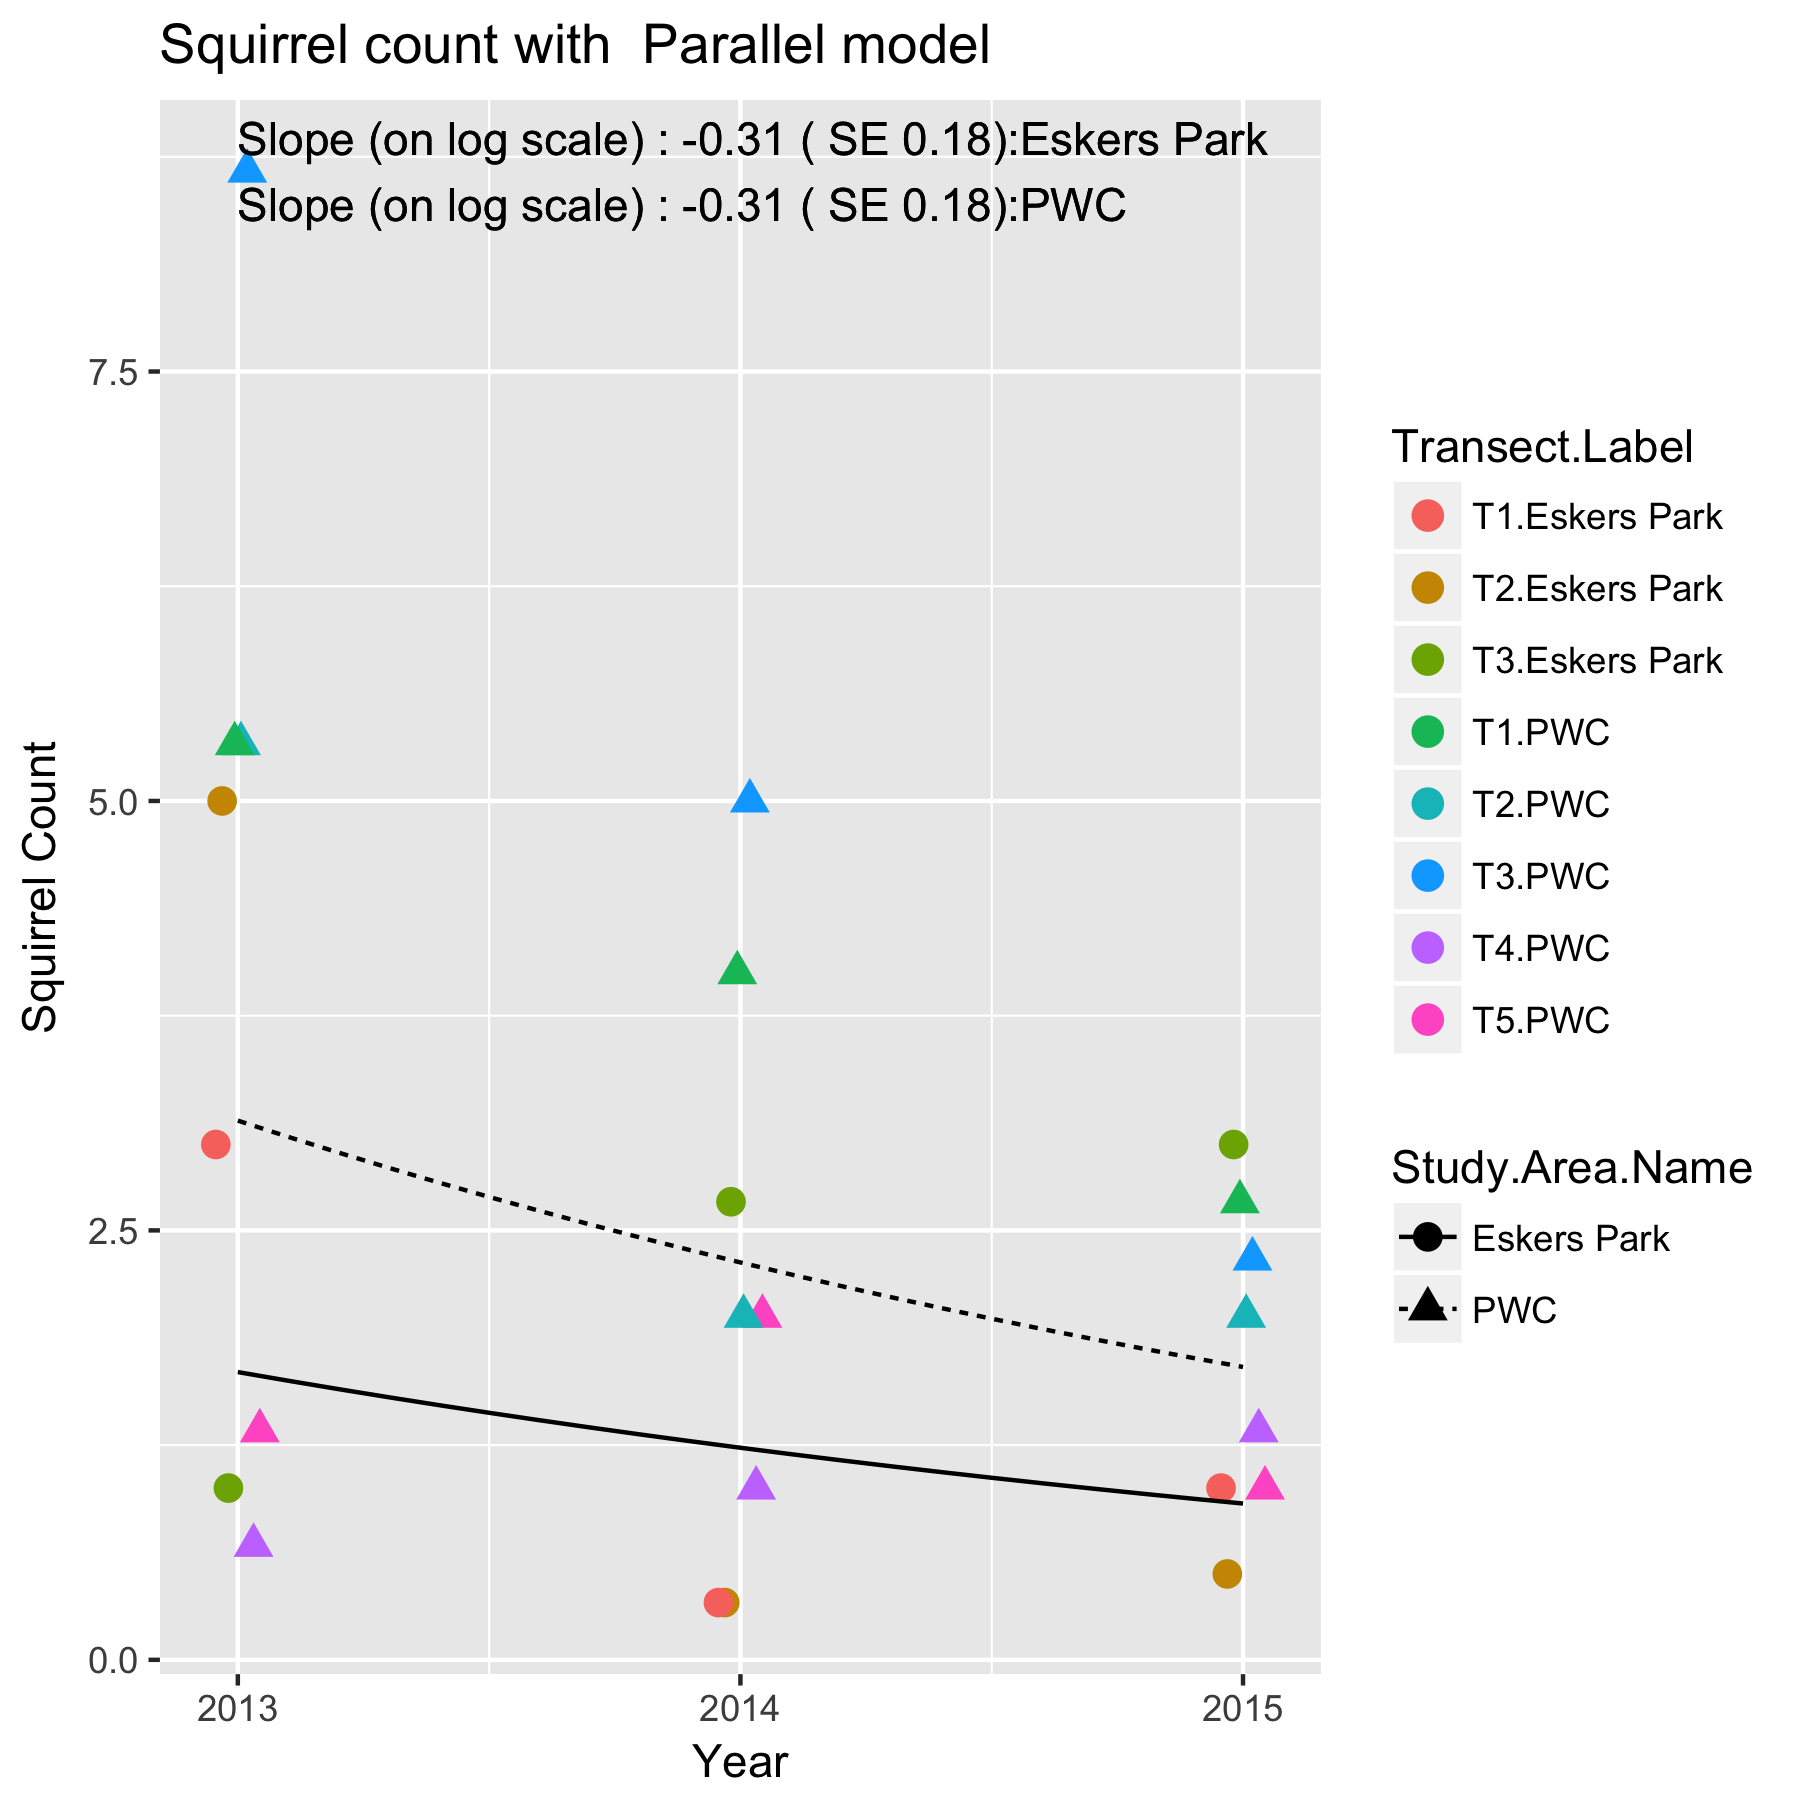 Squirrel count with  Parallel model
Slope (on log scale) : -0.31 ( SE 0.18):Eskers Park
Slope (on log scale) : -0.31 ( SE 0.18):PWC
7.5
5.0
2.5
0.0
Squirrel Count
2013
2014
2015
Year
Transect.Label
T1.Eskers Park
T2.Eskers Park
T3.Eskers Park
T1.PWC
T2.PWC
T3.PWC
T4.PWC
T5.PWC
Study.Area.Name
Eskers Park
PWC